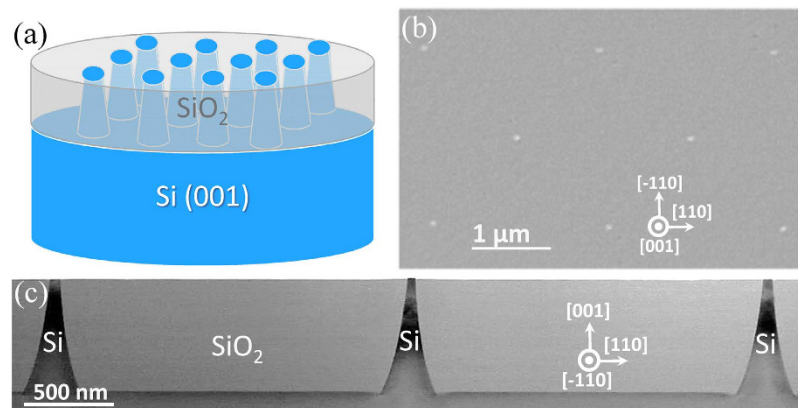 (a)
SiO₂
Si (001)
(b)
[-110]
[110]
[001]
1 μm
(c)
Si
SiO₂
Si
[001]
[110]
[-110]
Si
500 nm